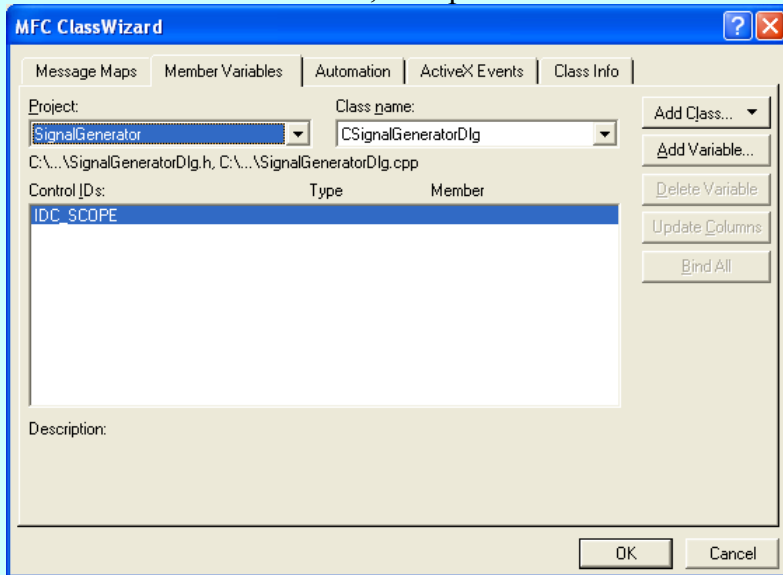 MFC ClassWizard
Message Maps Member Variables Automation ActiveX Events Class Info
Project: Class name:
SignalGenerator CSignalGeneratorDlg
C:\...\SignalGeneratorDlg.h, C:\...\SignalGeneratorDlg.cpp
Control IDs: Type Member
IDC_SCOPE
Add Class...
Add Variable...
Delete Variable
Update Columns
Bind All
Description:
OK Cancel